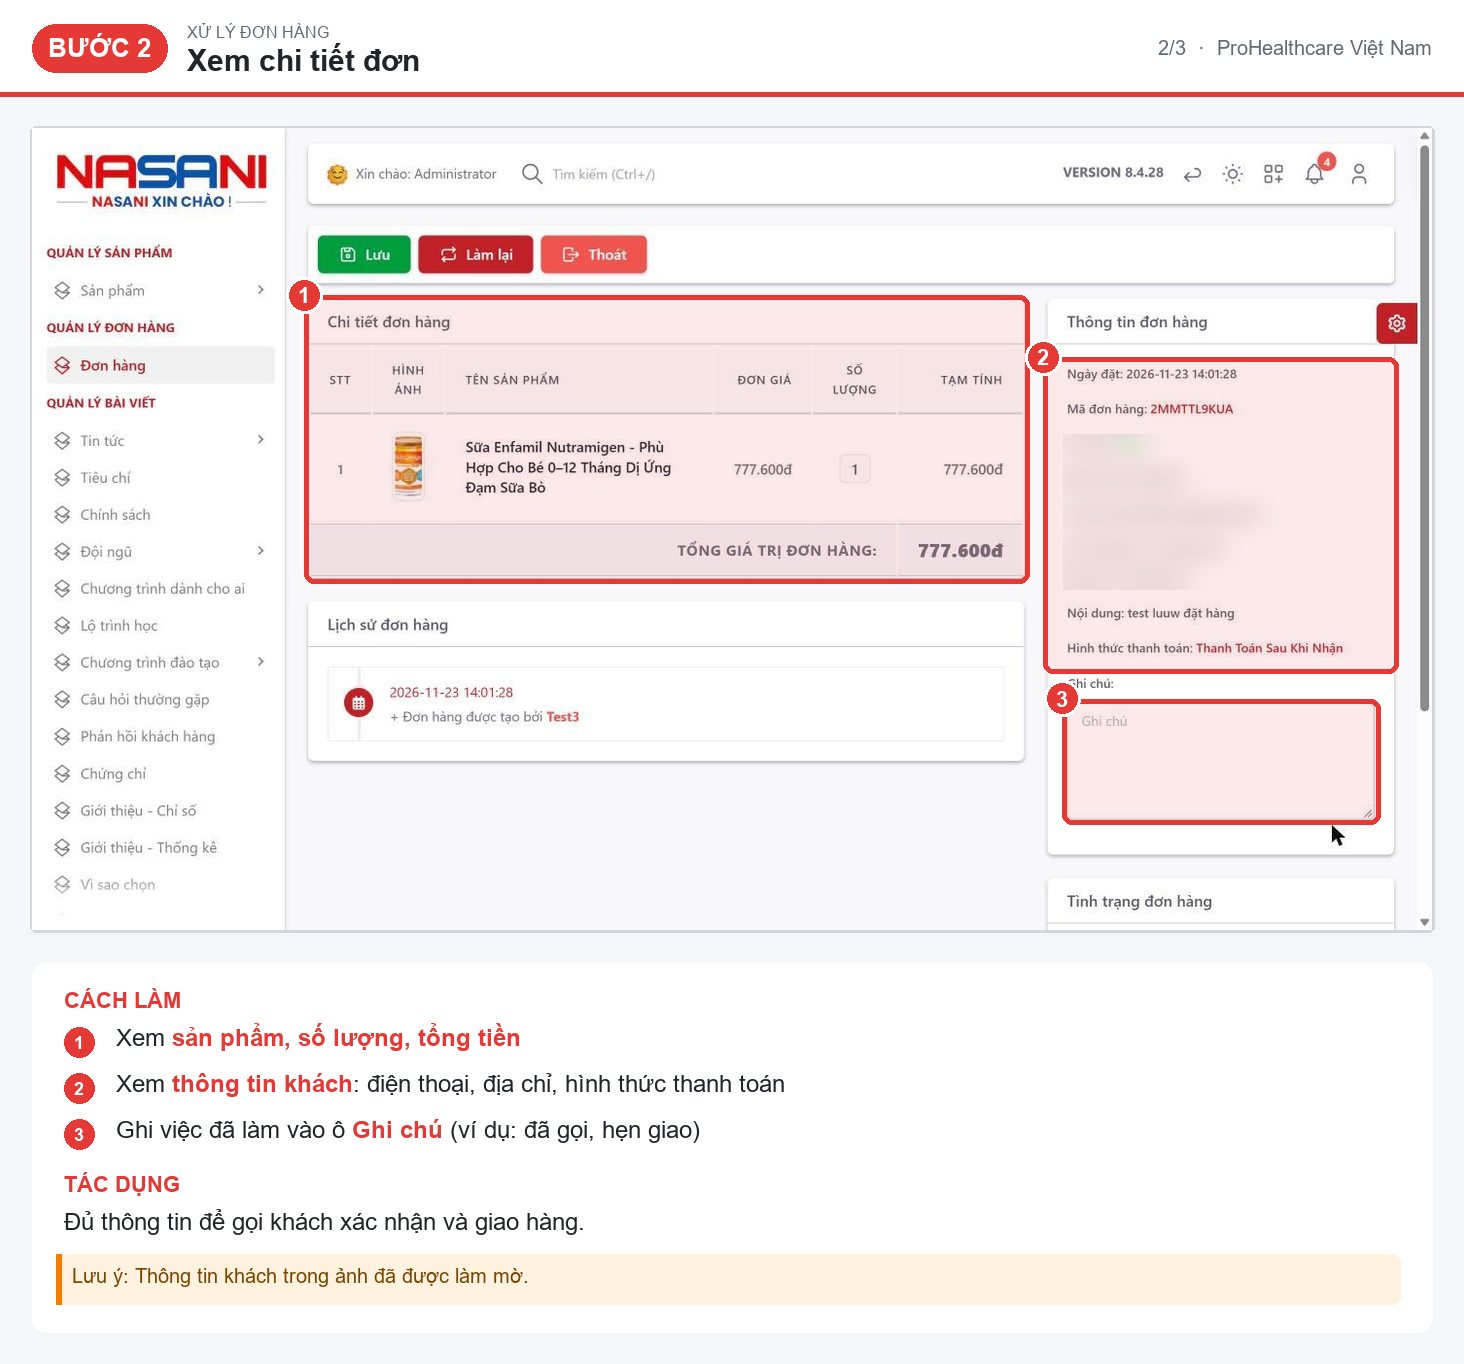 BƯỚC 2
XỬ LÝ ĐƠN HÀNG
Xem chi tiết đơn
2/3 · ProHealthcare Việt Nam
NASANI
NASANI XIN CHÀO !
QUẢN LÝ SẢN PHẨM
Sản phẩm
QUẢN LÝ ĐƠN HÀNG
Đơn hàng
QUẢN LÝ BÀI VIẾT
Tin tức
Tiêu chí
Chính sách
Đội ngũ
Chương trình dành cho ai
Lộ trình học
Chương trình đào tạo
Câu hỏi thường gặp
Phản hồi khách hàng
Chứng chỉ
Giới thiệu - Chỉ số
Giới thiệu - Thống kê
Vì sao chọn
Xin chào: Administrator
Tìm kiếm (Ctrl+/)
VERSION 8.4.28
4
Lưu
Làm lại
Thoát
1
Chi tiết đơn hàng
STT
HÌNH ẢNH
TÊN SẢN PHẨM
ĐƠN GIÁ
SỐ LƯỢNG
TẠM TÍNH
1
Sữa Enfamil Nutramigen - Phù
Hợp Cho Bé 0–12 Tháng Dị Ứng
Đạm Sữa Bò
777.600đ
1
777.600đ
TỔNG GIÁ TRỊ ĐƠN HÀNG:
777.600đ
Lịch sử đơn hàng
2026-11-23 14:01:28
+ Đơn hàng được tạo bởi Test3
Thông tin đơn hàng
2
Ngày đặt: 2026-11-23 14:01:28
Mã đơn hàng: 2MMTTL9KUA
Nội dung: test luuw đặt hàng
Hình thức thanh toán: Thanh Toán Sau Khi Nhận
Ghi chú:
3
Ghi chú
Tình trạng đơn hàng
CÁCH LÀM
1 Xem sản phẩm, số lượng, tổng tiền
2 Xem thông tin khách: điện thoại, địa chỉ, hình thức thanh toán
3 Ghi việc đã làm vào ô Ghi chú (ví dụ: đã gọi, hẹn giao)
TÁC DỤNG
Đủ thông tin để gọi khách xác nhận và giao hàng.
Lưu ý: Thông tin khách trong ảnh đã được làm mờ.